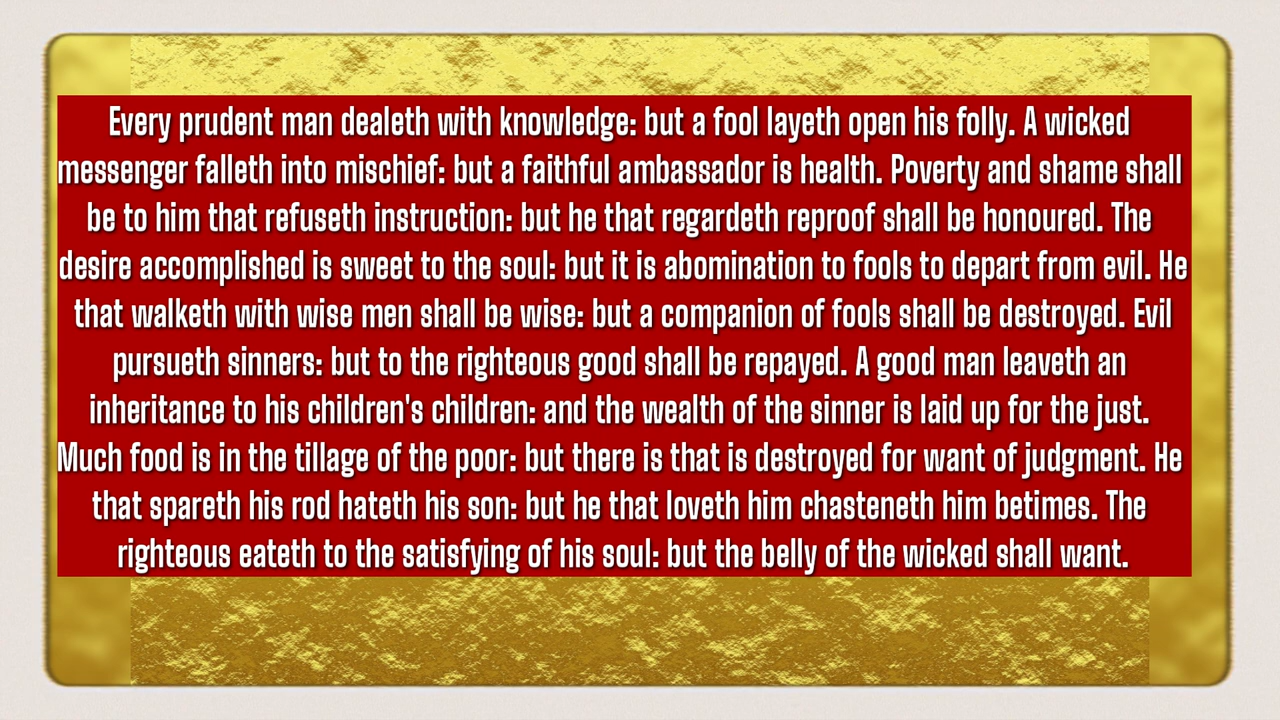 Every prudent man dealeth with knowledge: but a fool layeth open his folly. A wicked
messenger falleth into mischief: but a faithful ambassador is health. Poverty and shame shall
be to him that refuseth instruction: but he that regardeth reproof shall be honoured. The
desire accomplished is sweet to the soul: but it is abomination to fools to depart from evil. He
that walketh with wise men shall be wise: but a companion of fools shall be destroyed. Evil
pursueth sinners: but to the righteous good shall be repayed. A good man leaveth an
inheritance to his children's children: and the wealth of the sinner is laid up for the just.
Much food is in the tillage of the poor: but there is that is destroyed for want of judgment. He
that spareth his rod hateth his son: but he that loveth him chasteneth him betimes. The
righteous eateth to the satisfying of his soul: but the belly of the wicked shall want.